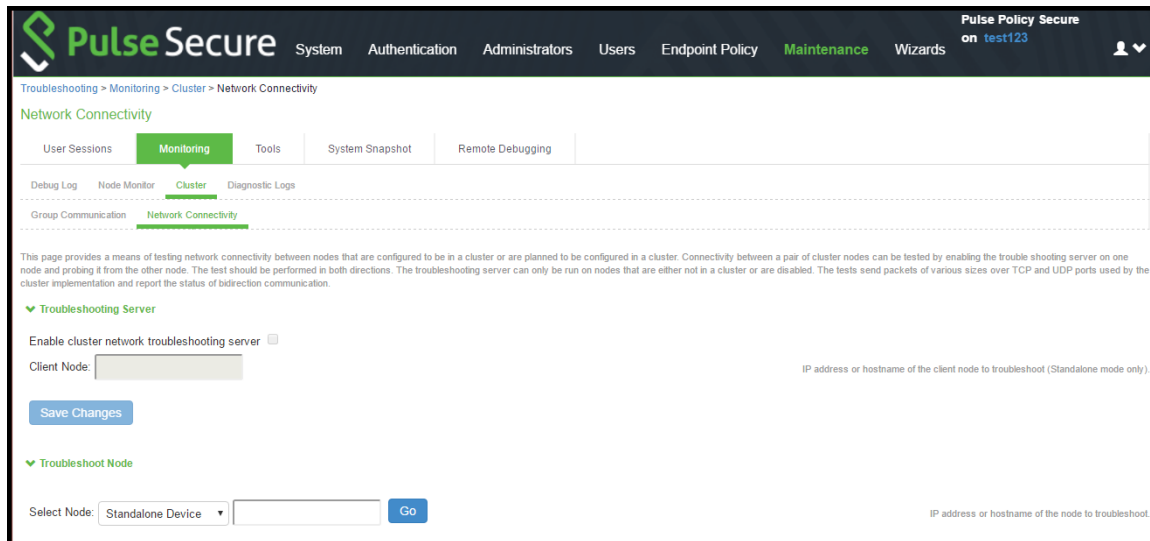 Pulse Secure
System Authentication Administrators Users Endpoint Policy Maintenance Wizards
Pulse Policy Secure
on test123
Troubleshooting > Monitoring > Cluster > Network Connectivity
Network Connectivity
User Sessions Monitoring Tools System Snapshot Remote Debugging
Debug Log Node Monitor Cluster Diagnostic Logs
Group Communication Network Connectivity
This page provides a means of testing network connectivity between nodes that are configured to be in a cluster or are planned to be configured in a cluster. Connectivity between a pair of cluster nodes can be tested by enabling the trouble shooting server on one
node and probing it from the other node. The test should be performed in both directions. The troubleshooting server can only be run on nodes that are either not in a cluster or are disabled. The tests send packets of various sizes over TCP and UDP ports used by the
cluster implementation and report the status of bidirection communication.
Troubleshooting Server
Enable cluster network troubleshooting server
Client Node:
IP address or hostname of the client node to troubleshoot (Standalone mode only).
Save Changes
Troubleshoot Node
Select Node: Standalone Device Go
IP address or hostname of the node to troubleshoot.